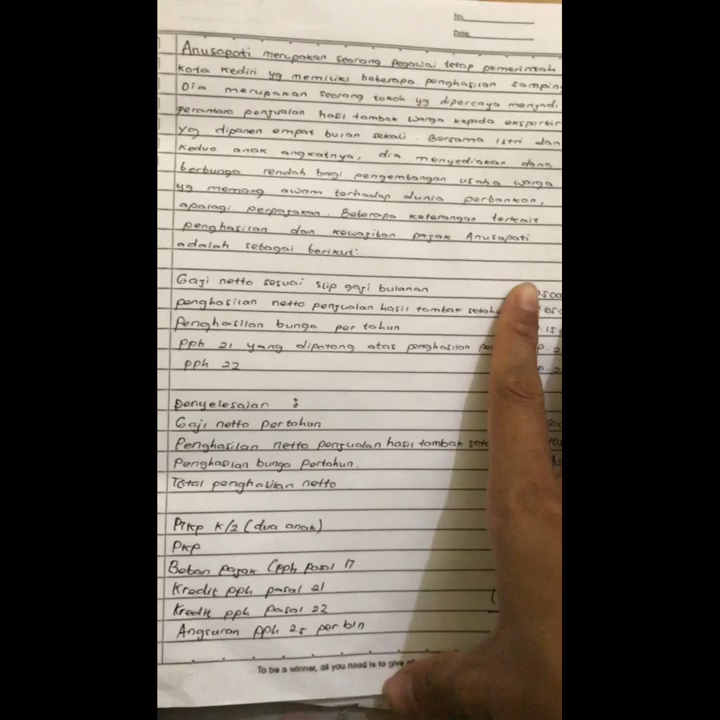 No.
Date
Anusapati merupakan seorang Pegawai tetap pemerintah
kota kediri yg memiliki beberapa penghasilan sampin
Dia merupakan seorang tokoh yg dipercaya menjadi
perantara penjualan hasil tambak warga kepada eksportir
yg dipanen empat bulan sekali. Bersama istri dan
kedua anak angkatnya, dia menyediakan dana
berbunga rendah bagi pengembangan usaha warga
yg memang awam terhadap dunia perbankan,
apalagi perpajakan. Beberapa keterangan terkait
penghasilan dan kewajiban pajak Anusapati
adalah sebagai berikut:
Gaji netto sesuai slip gaji bulanan
penghasilan netto penjualan hasil tambak setah
Penghasilan bunga per tahun
pph 21 yang dipotong atas penghasilan pe
pph 22
penyelesaian :
Gaji netto pertahun
Penghasilan netto penjualan hasil tambak seta
Penghasilan bunga Pertahun.
Total penghasilan netto
PTKP K/2 (dua anak)
PKP
Beban pajak (pph pasal 17
Kredit pph pasal 21
Kredit pph pasal 22
Angsuran pph 25 per bln
To be a winner, all you need is to give